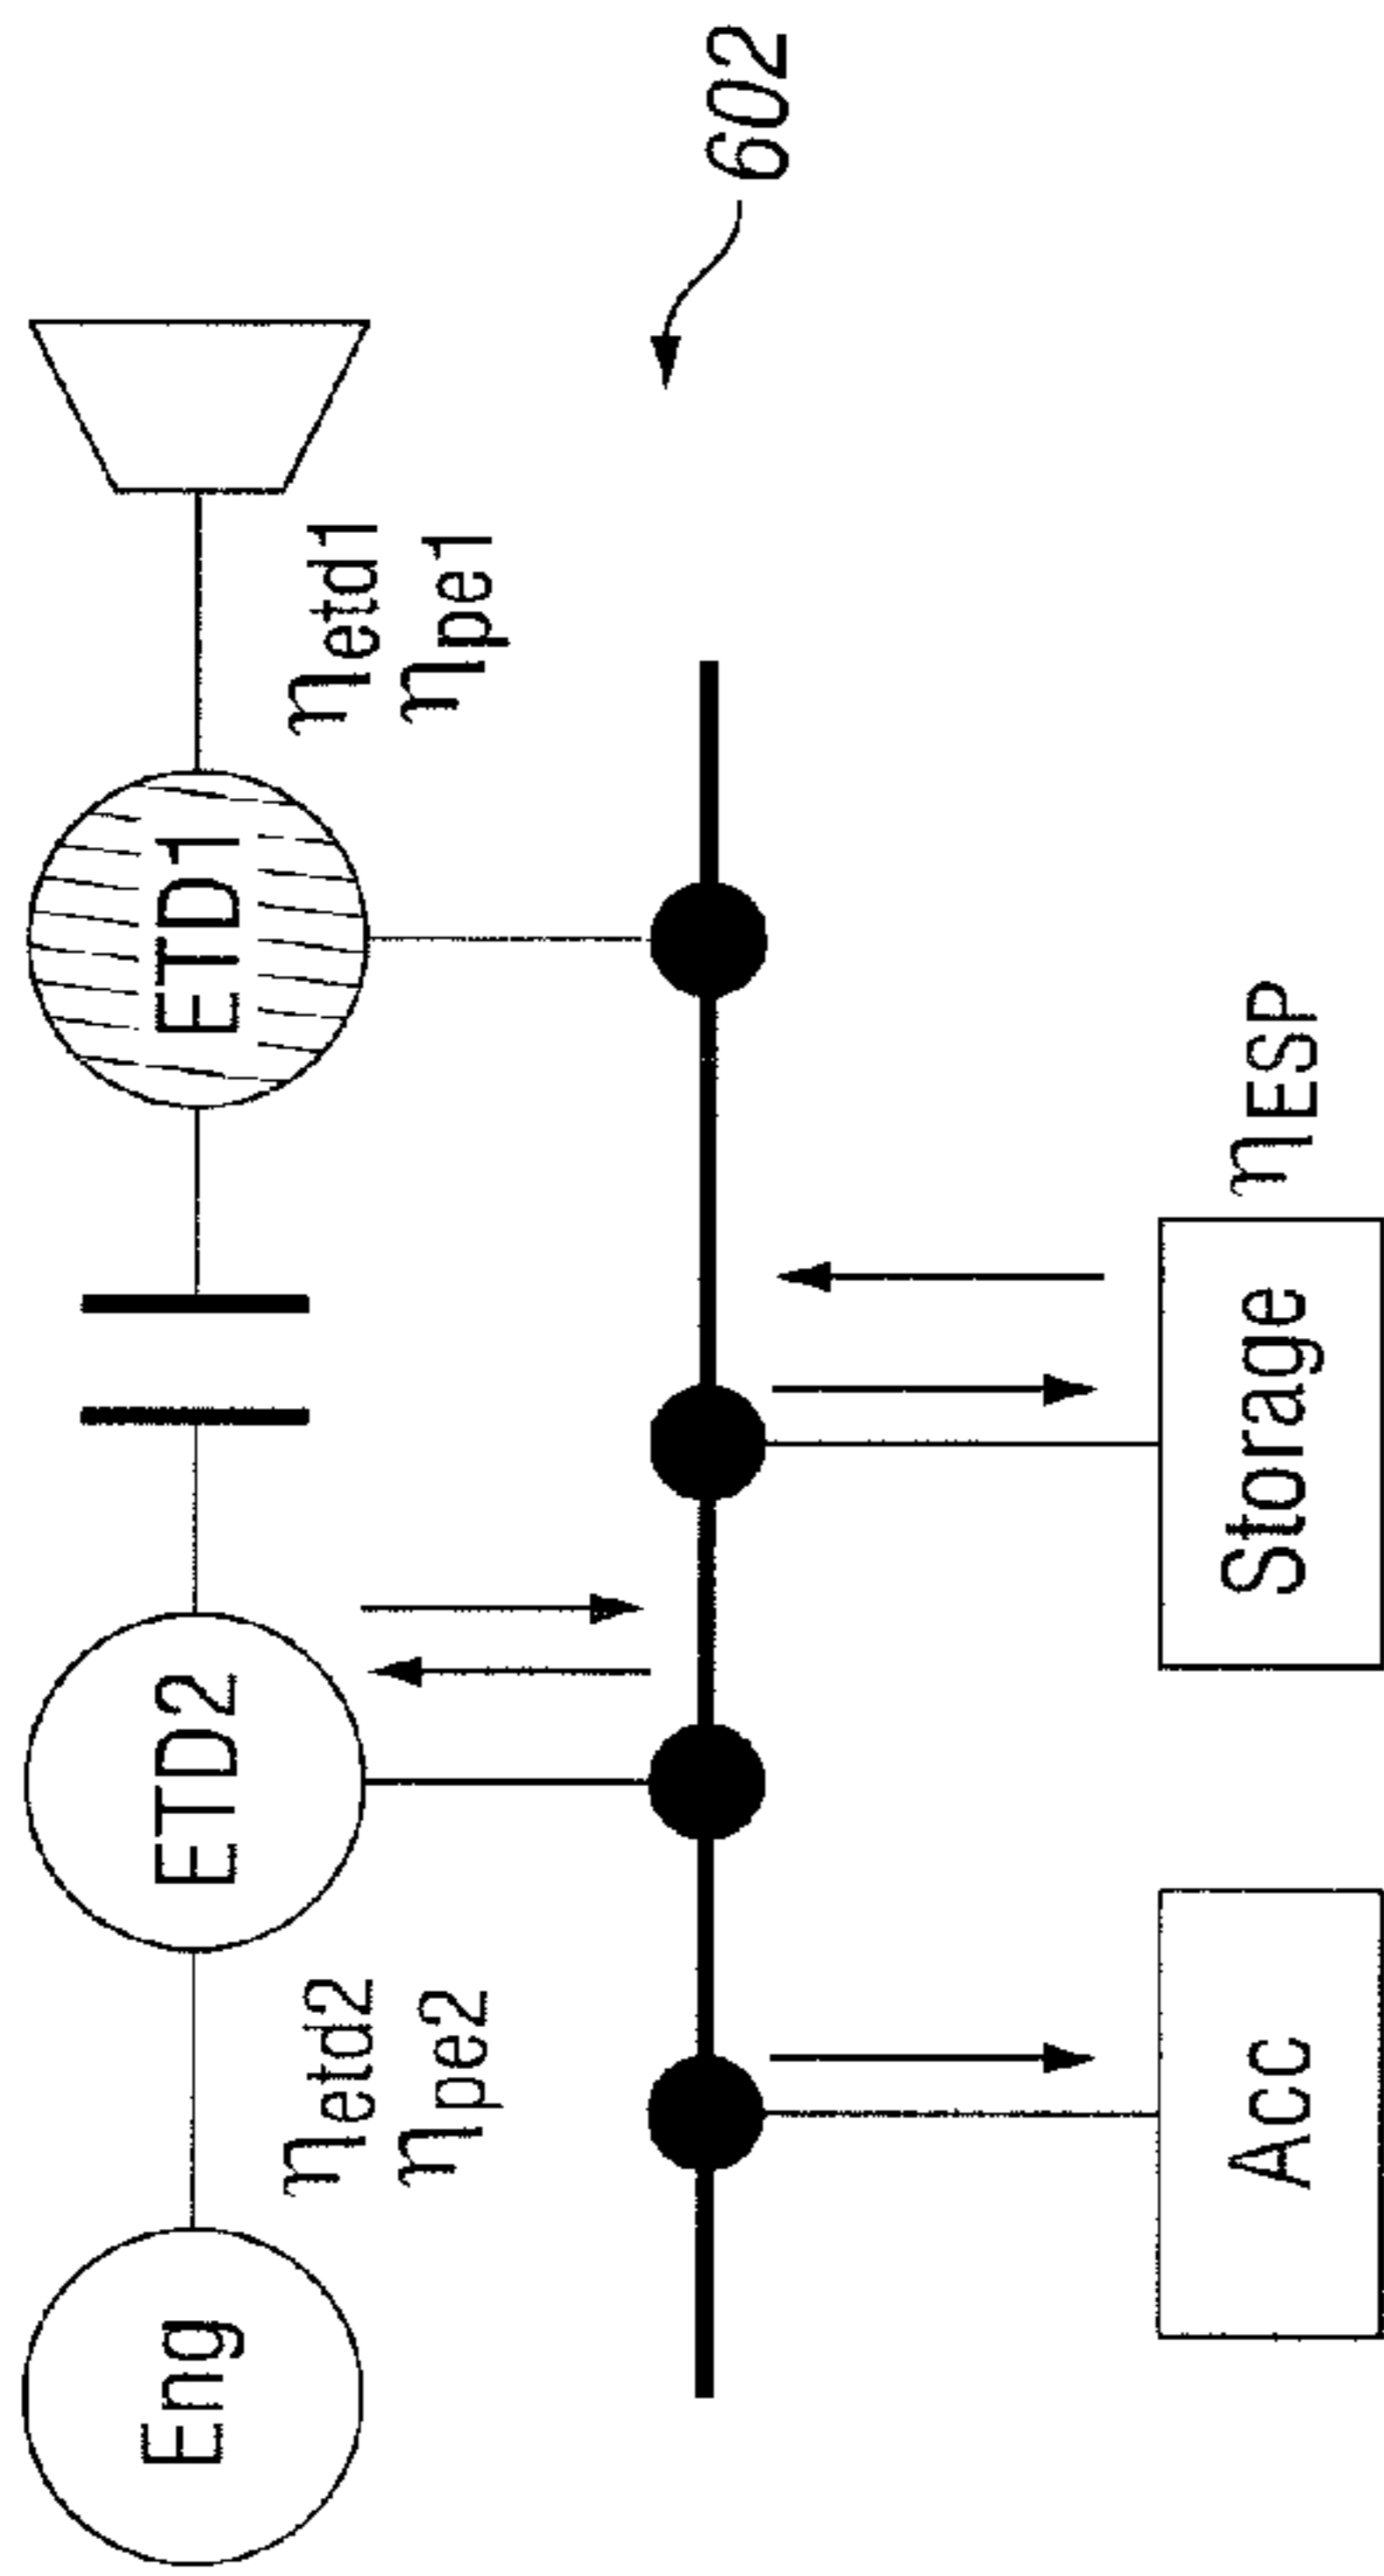 Eng
ETD2
ETD1
ηetd2
ηpe2
ηetd1
ηpe1
602
Acc
Storage
ηESP